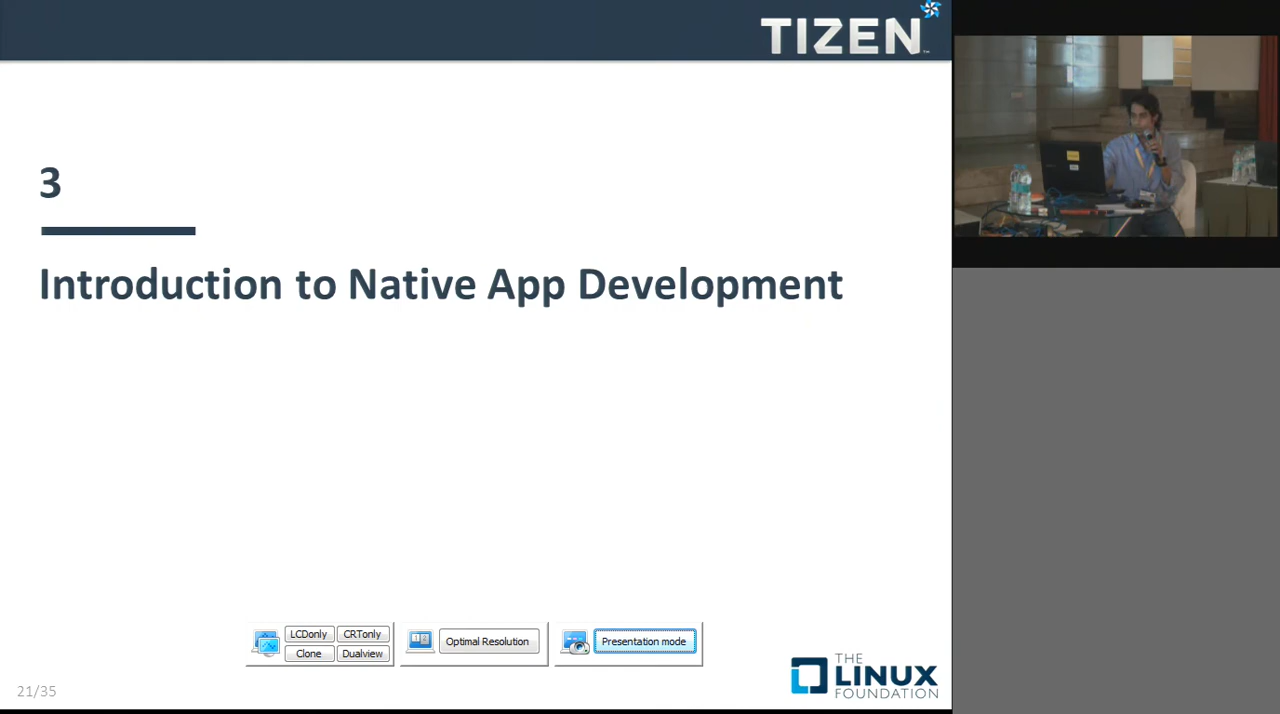 TIZEN
3
Introduction to Native App Development
LCDonly
CRTonly
Clone
Dualview
Optimal Resolution
Presentation mode
THE
LINUX
FOUNDATION
21/35